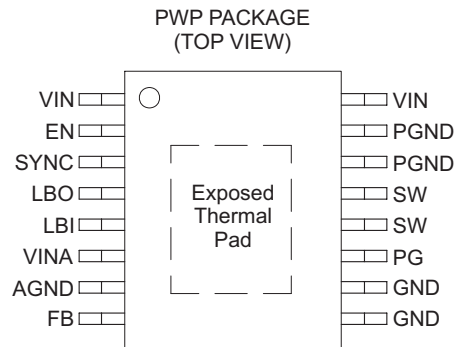 PWP PACKAGE
(TOP VIEW)
VIN
EN
SYNC
LBO
LBI
VINA
AGND
FB
Exposed
Thermal
Pad
VIN
PGND
PGND
SW
SW
PG
GND
GND